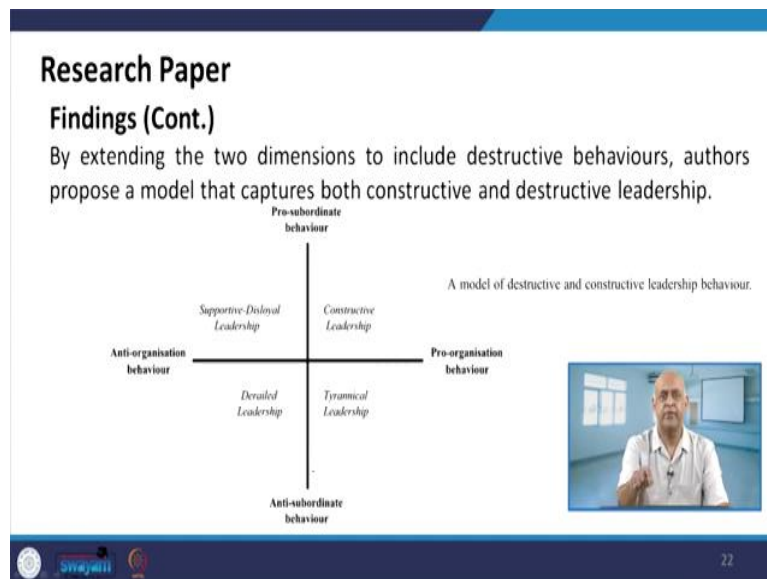 Research Paper
Findings (Cont.)
By extending the two dimensions to include destructive behaviours, authors
propose a model that captures both constructive and destructive leadership.
Pro-subordinate
behaviour
A model of destructive and constructive leadership behaviour.
Supportive-Disloyal
Leadership
Constructive
Leadership
Anti-organisation
behaviour
Pro-organisation
behaviour
Derailed
Leadership
Tyrannical
Leadership
Anti-subordinate
behaviour
swayam
22